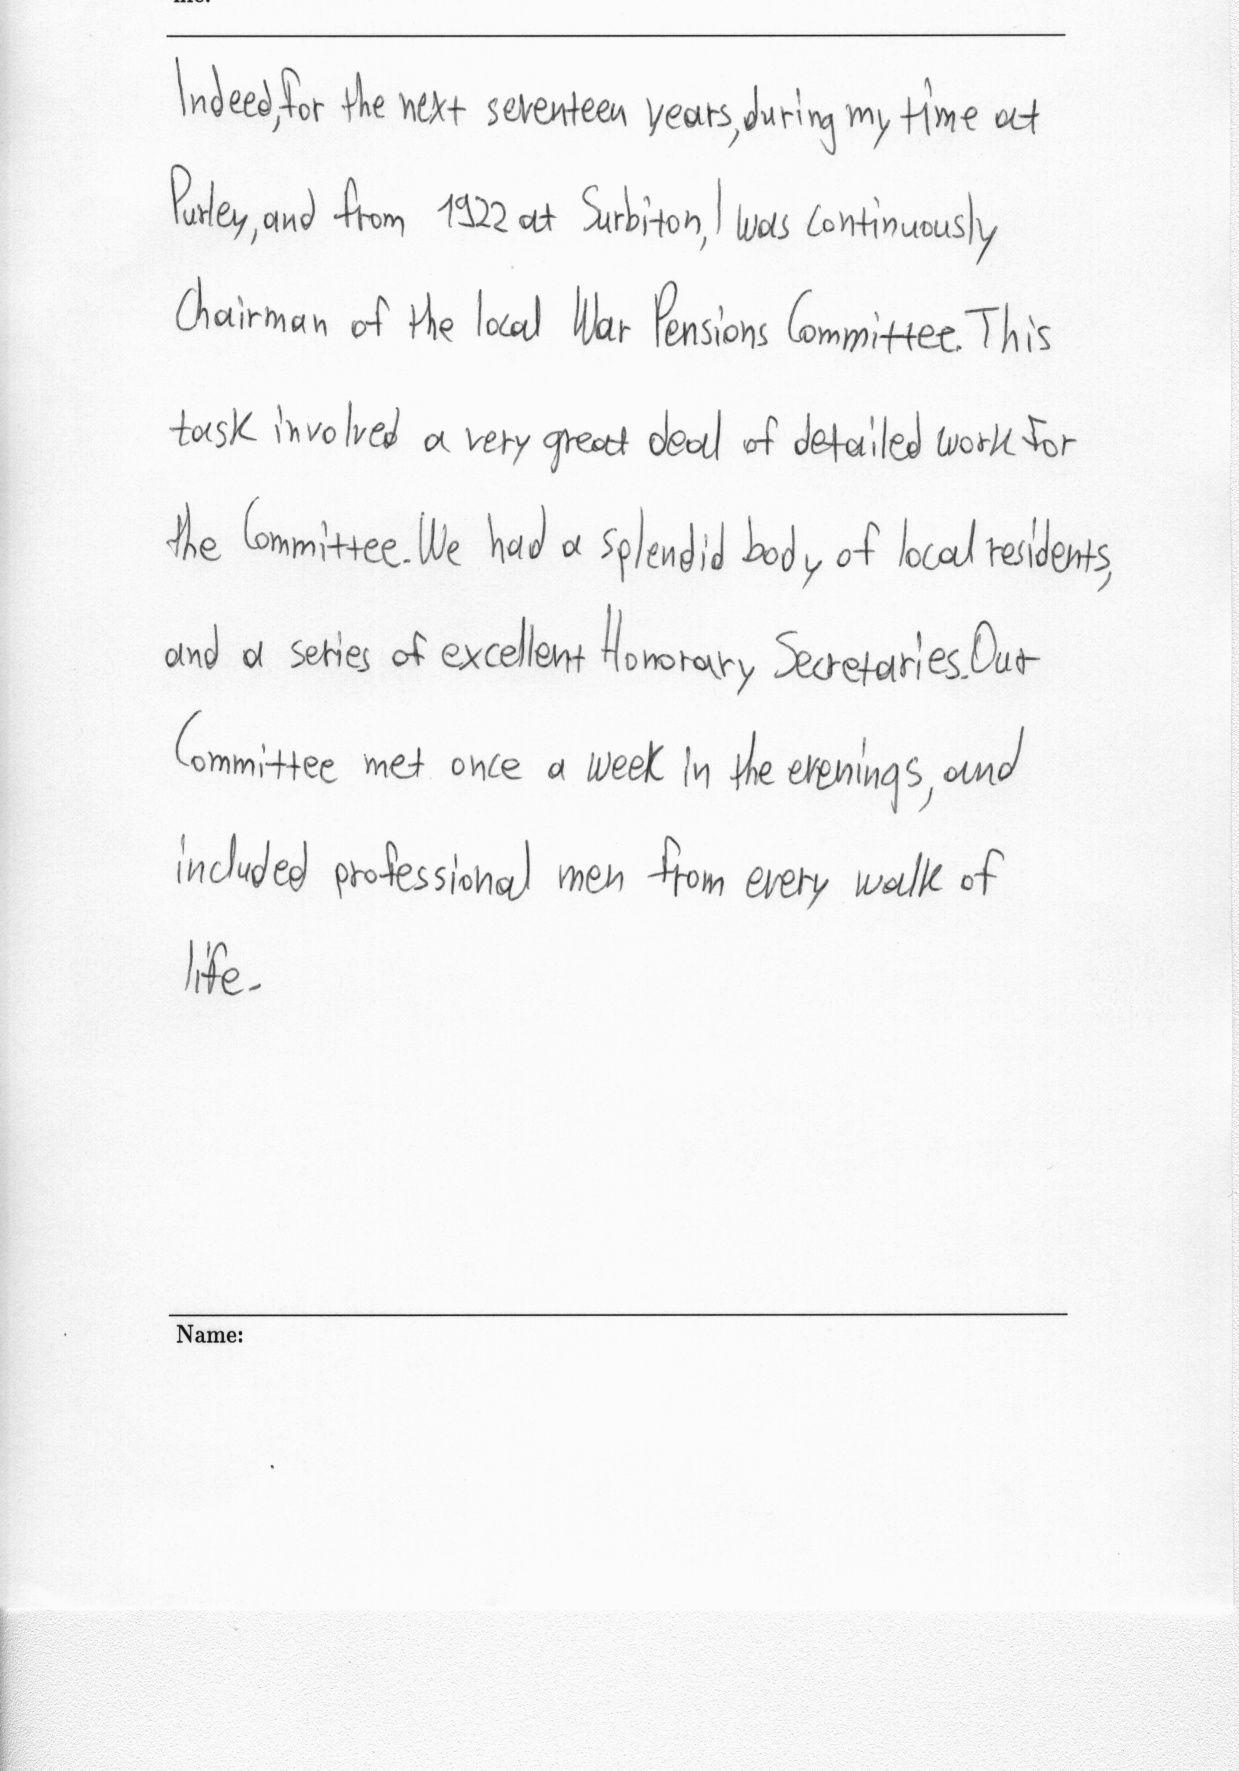 Indeed, for the next seventeen years, during my time at
Purley, and from 1922 at Surbiton, I was continuously
Chairman of the local War Pensions Committee. This
task involved a very great deal of detailed work for
the Committee. We had a splendid body of local residents,
and a series of excellent Honorary Secretaries. Our
Committee met once a week in the evenings, and
included professional men from every walk of
life.
Name: